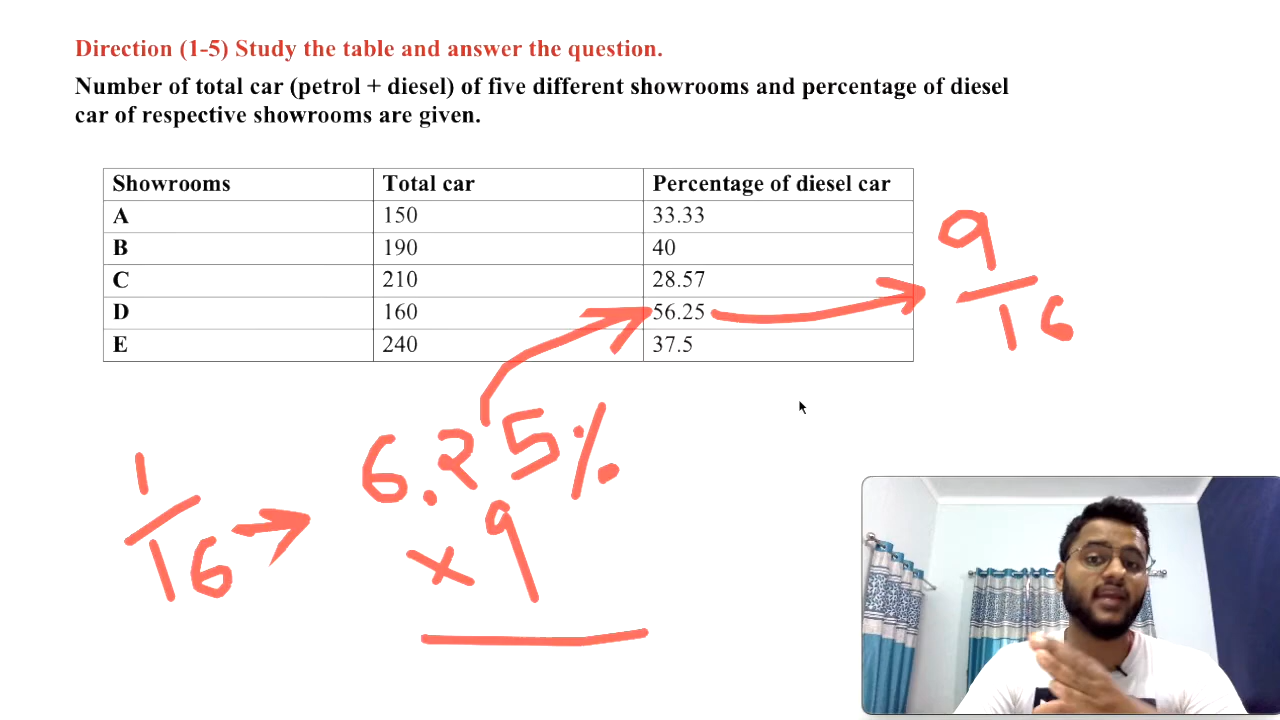 Direction (1-5) Study the table and answer the question.
Number of total car (petrol + diesel) of five different showrooms and percentage of diesel
car of respective showrooms are given.
Showrooms Total car Percentage of diesel car
A 150 33.33
B 190 40
C 210 28.57
D 160 56.25
E 240 37.5
9
16
1
16
6.25%
×9